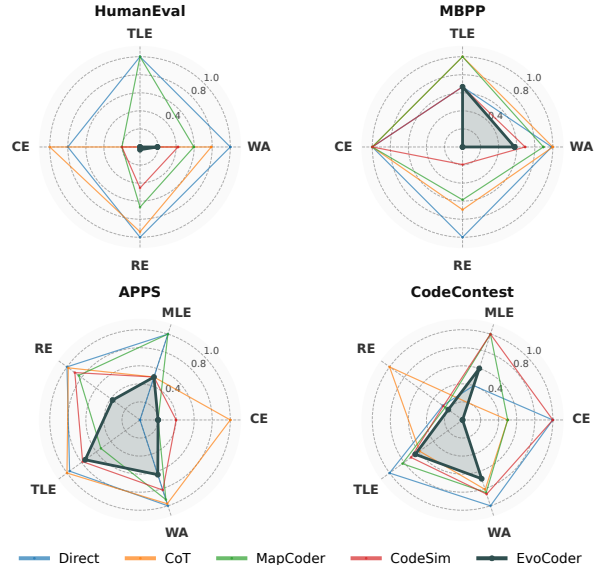 HumanEval
MBPP
TLE
TLE
1.0
1.0
0.8
0.8
0.4
0.4
CE
WA
CE
WA
RE
RE
APPS
CodeContest
MLE
MLE
RE
1.0
RE
1.0
0.8
0.8
0.4
0.4
CE
CE
TLE
TLE
WA
WA
Direct CoT MapCoder CodeSim EvoCoder